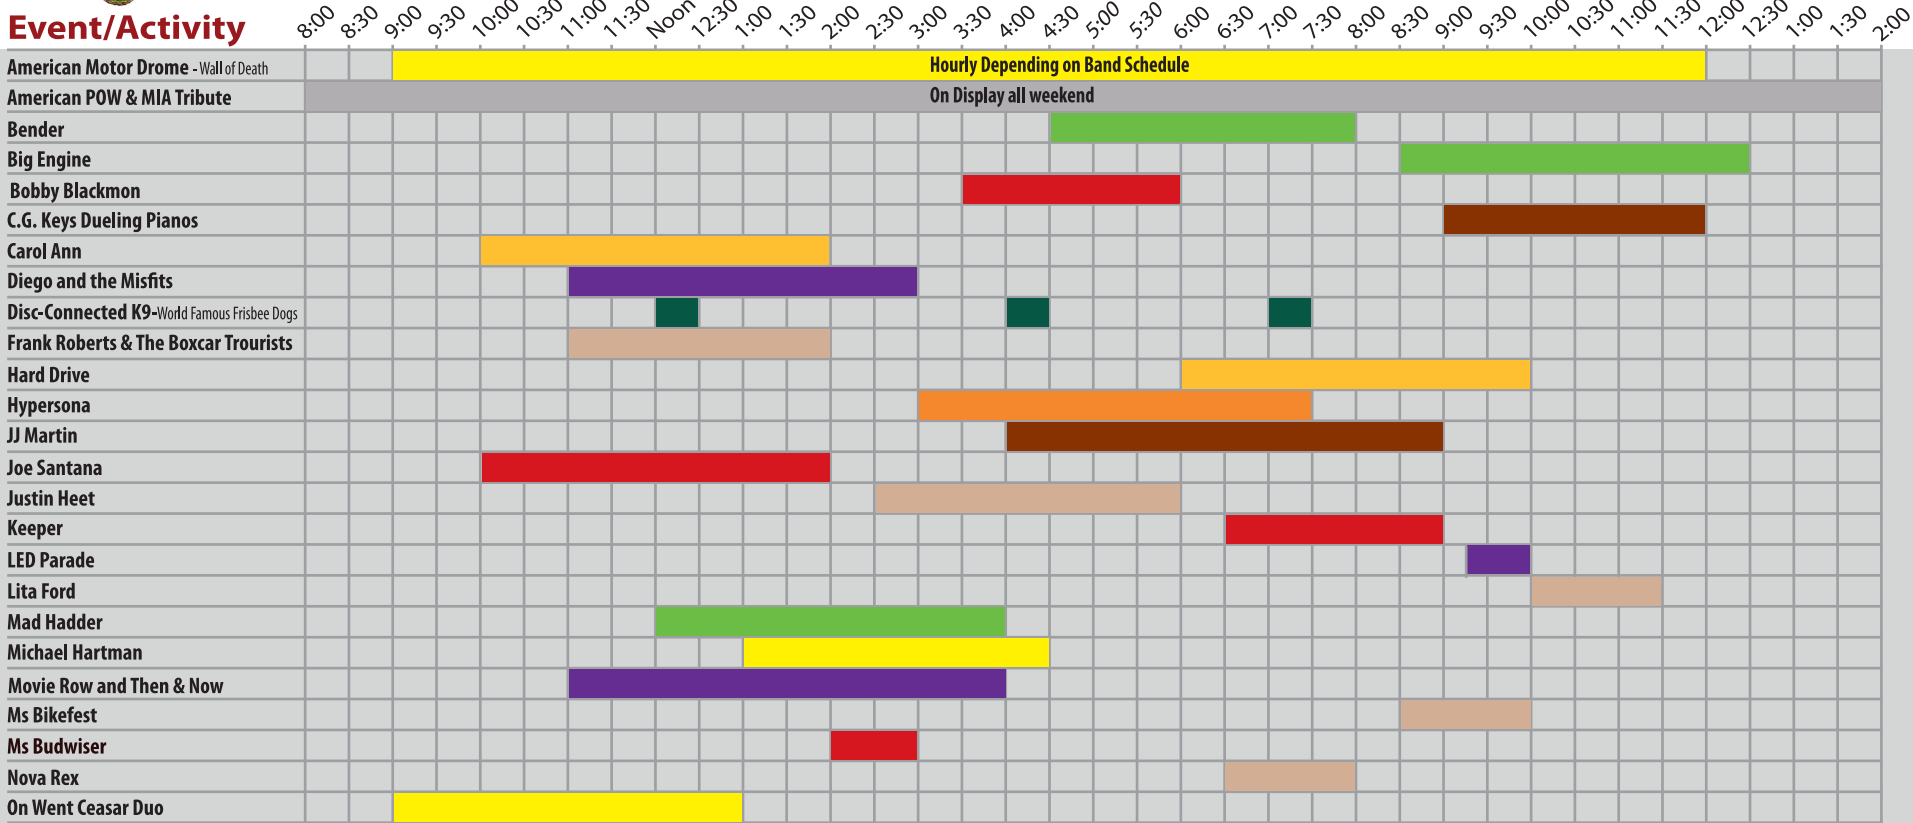 Event/Activity 8:00 8:30 9:00 9:30 10:00 10:30 11:00 11:30 Noon 12:30 1:00 1:30 2:00 2:30 3:00 3:30 4:00 4:30 5:00 5:30 6:00 6:30 7:00 7:30 8:00 8:30 9:00 9:30 10:00 10:30 11:00 11:30 12:00 12:30 1:00 1:30 2:00
American Motor Drome - Wall of Death Hourly Depending on Band Schedule
American POW & MIA Tribute On Display all weekend
Bender
Big Engine
Bobby Blackmon
C.G. Keys Dueling Pianos
Carol Ann
Diego and the Misfits
Disc-Connected K9-World Famous Frisbee Dogs
Frank Roberts & The Boxcar Trourists
Hard Drive
Hypersona
JJ Martin
Joe Santana
Justin Heet
Keeper
LED Parade
Lita Ford
Mad Hadder
Michael Hartman
Movie Row and Then & Now
Ms Bikefest
Ms Budwiser
Nova Rex
On Went Ceasar Duo